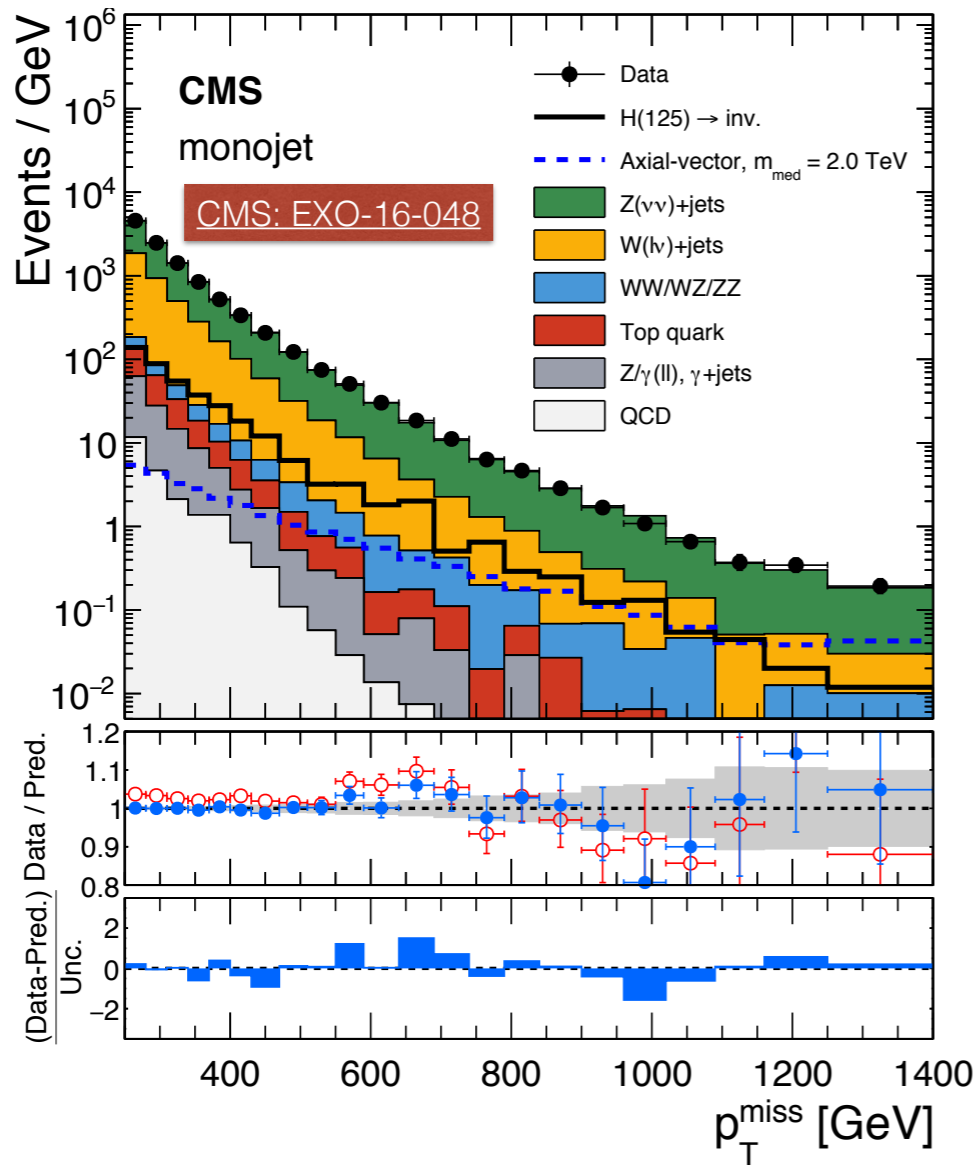 Events / GeV
10^6
10^5
10^4
10^3
10^2
10
1
10^−1
10^−2
CMS
monojet
CMS: EXO-16-048
Data
H(125) → inv.
Axial-vector, m_med = 2.0 TeV
Z(νν)+jets
W(lν)+jets
WW/WZ/ZZ
Top quark
Z/γ(ll), γ+jets
QCD
Data / Pred.
1.2
1.1
1
0.9
0.8
(Data-Pred.)
Unc.
2
0
−2
400 600 800 1000 1200 1400
p_T^miss [GeV]